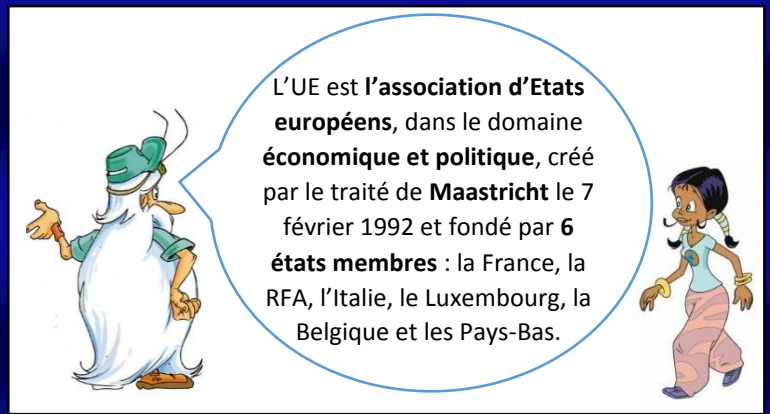 L’UE est l’association d’Etats
européens, dans le domaine
économique et politique, créé
par le traité de Maastricht le 7
février 1992 et fondé par 6
états membres : la France, la
RFA, l’Italie, le Luxembourg, la
Belgique et les Pays-Bas.